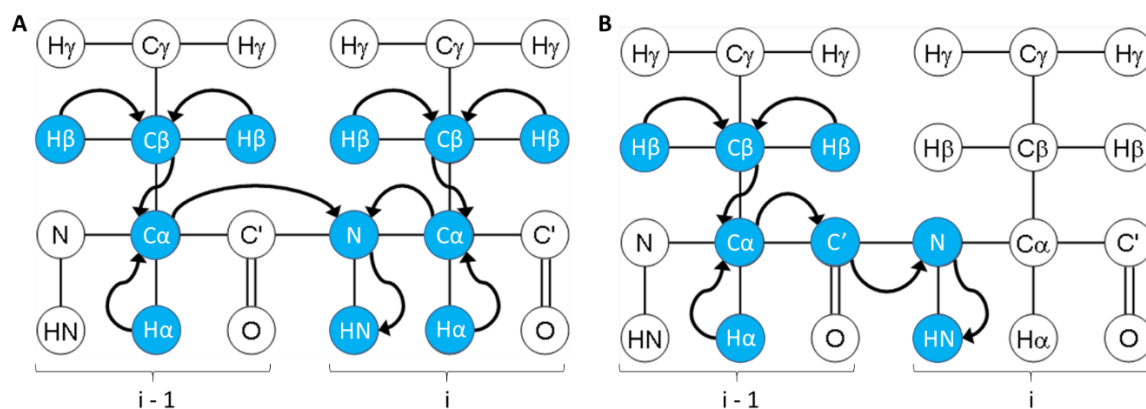 A
B
Hγ Cγ Hγ Hγ Cγ Hγ
Hγ Cγ Hγ Hγ Cγ Hγ
Hβ Cβ Hβ Hβ Cβ Hβ
Hβ Cβ Hβ Hβ Cβ Hβ
N Cα C' N Cα C'
N Cα C′ N Cα C'
HN Hα O HN Hα O
HN Hα O HN Hα O
i - 1 i
i - 1 i